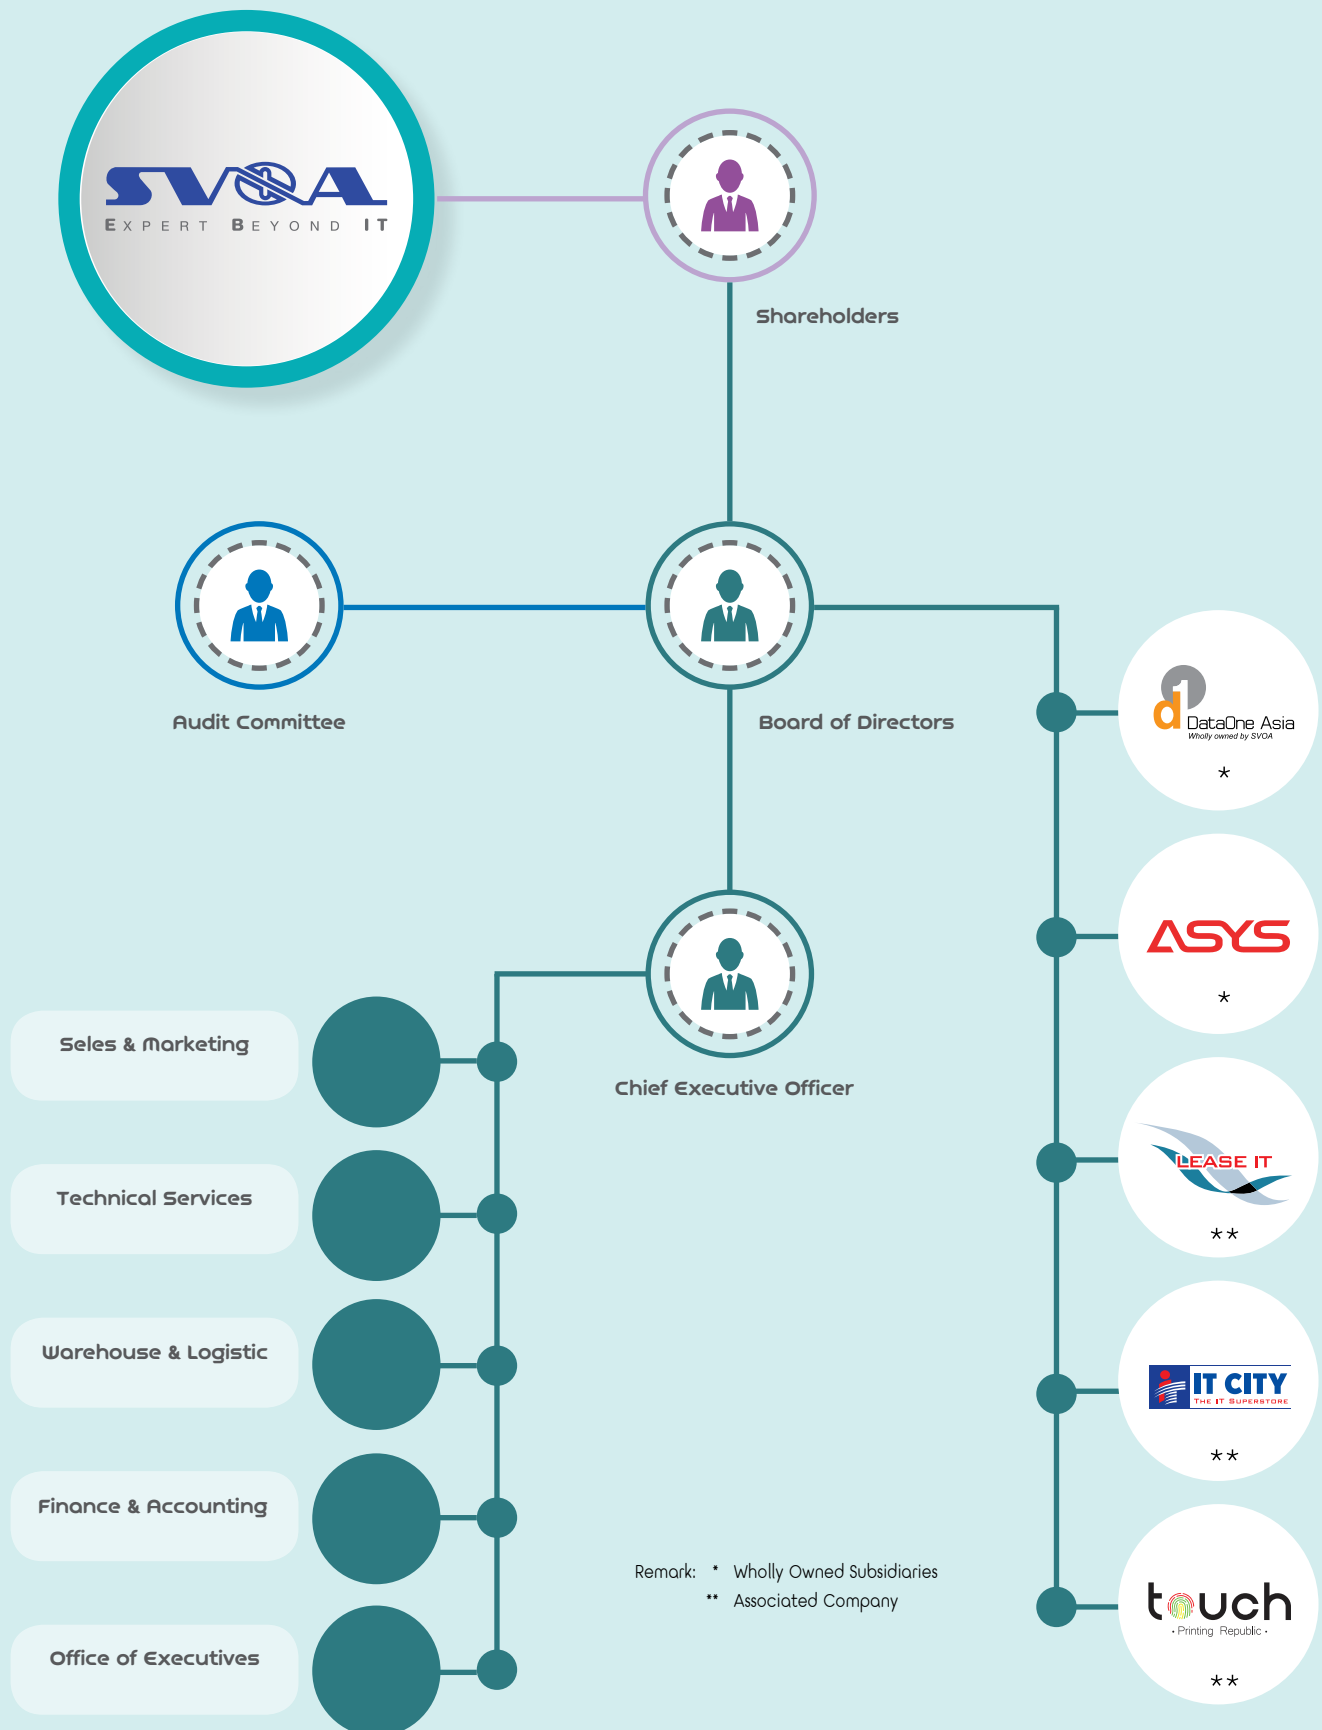 SVOA
EXPERT BEYOND IT
Shareholders
Audit Committee
Board of Directors
d1
DataOne Asia
Wholly owned by SVOA
*
ASYS
*
Chief Executive Officer
Seles & Marketing
Technical Services
Warehouse & Logistic
Finance & Accounting
Office of Executives
LEASE IT
**
IT CITY
THE IT SUPERSTORE
**
touch
• Printing Republic •
**
Remark: * Wholly Owned Subsidiaries
** Associated Company